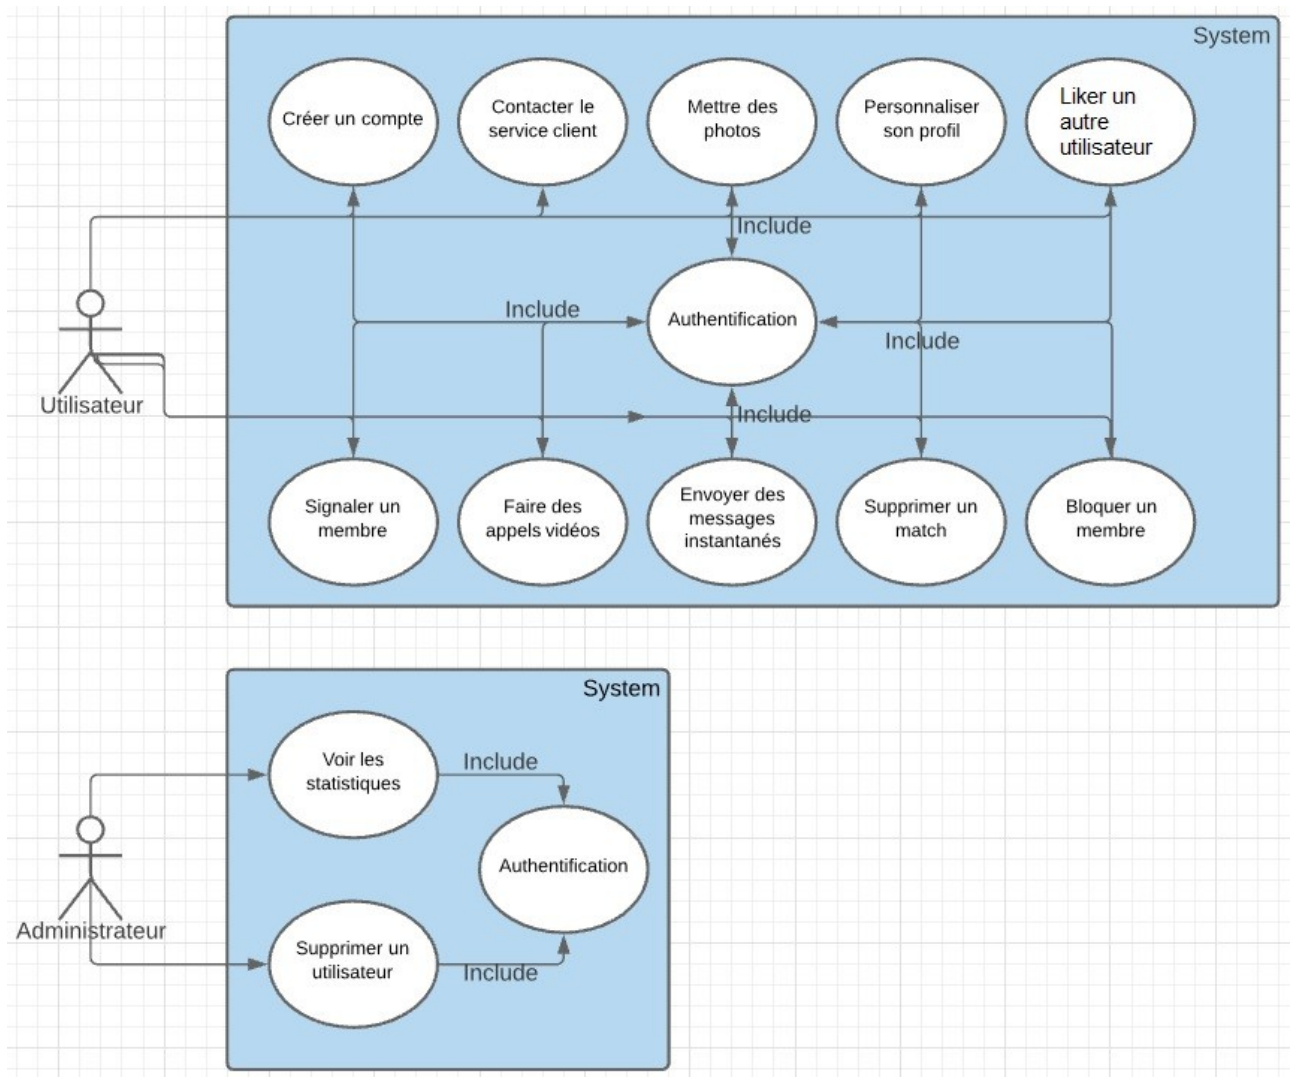 System
Créer un compte
Contacter le
service client
Mettre des
photos
Personnaliser
son profil
Liker un
autre
utilisateur
Include
Include
Authentification
Include
Utilisateur
Include
Signaler un
membre
Faire des
appels vidéos
Envoyer des
messages
instantanés
Supprimer un
match
Bloquer un
membre
System
Voir les
statistiques
Include
Authentification
Administrateur
Supprimer un
utilisateur
Include